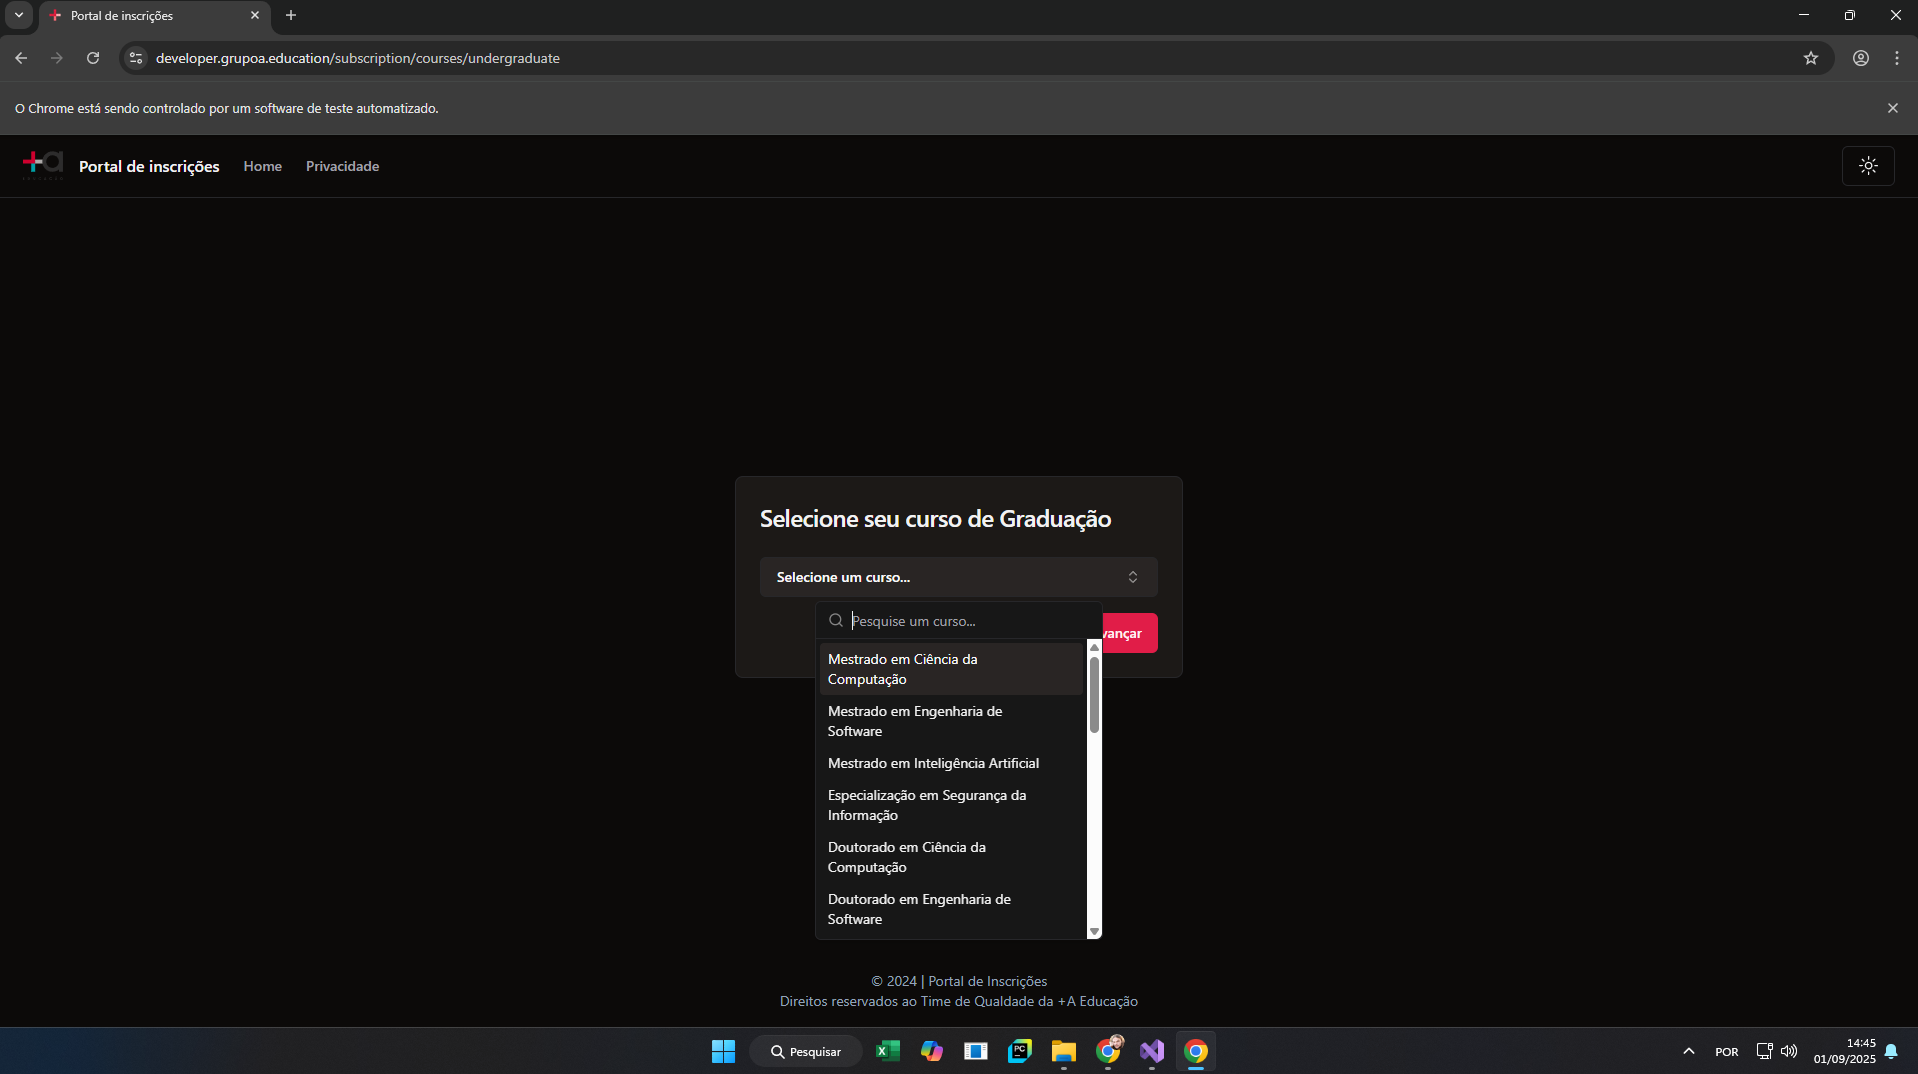 Portal de inscrições
developer.grupoa.education/subscription/courses/undergraduate
O Chrome está sendo controlado por um software de teste automatizado.
+a
Portal de inscrições
Home
Privacidade
Selecione seu curso de Graduação
Selecione um curso...
Pesquise um curso...
vançar
Mestrado em Ciência da
Computação
Mestrado em Engenharia de
Software
Mestrado em Inteligência Artificial
Especialização em Segurança da
Informação
Doutorado em Ciência da
Computação
Doutorado em Engenharia de
Software
© 2024 | Portal de Inscrições
Direitos reservados ao Time de Qualdade da +A Educação
Pesquisar
POR
14:45
01/09/2025